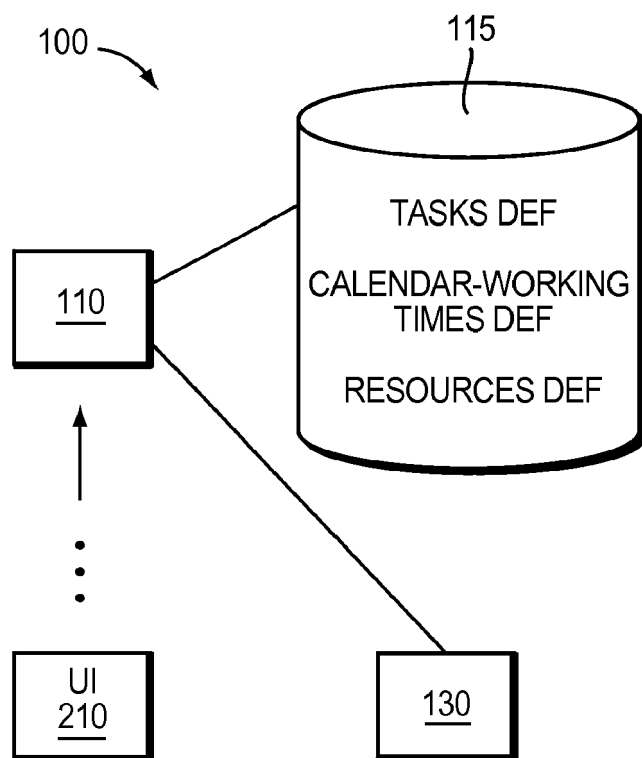 100
115
TASKS DEF
CALENDAR-WORKING
TIMES DEF
RESOURCES DEF
110
UI
210
130